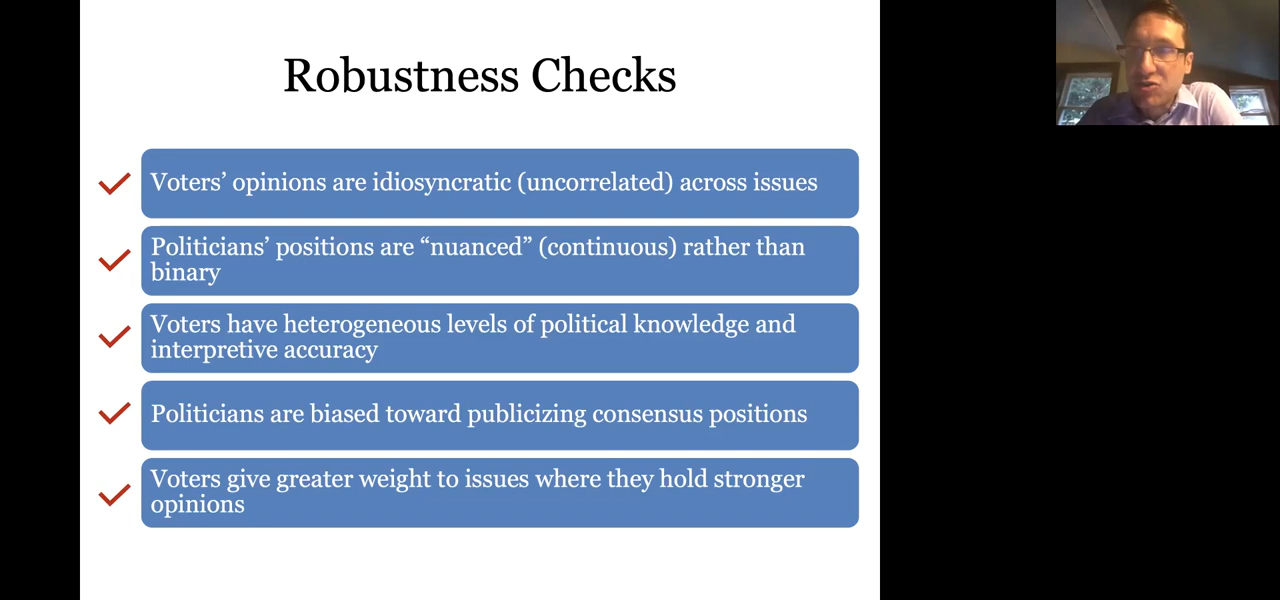 Robustness Checks
Voters’ opinions are idiosyncratic (uncorrelated) across issues
Politicians’ positions are “nuanced” (continuous) rather than
binary
Voters have heterogeneous levels of political knowledge and
interpretive accuracy
Politicians are biased toward publicizing consensus positions
Voters give greater weight to issues where they hold stronger
opinions